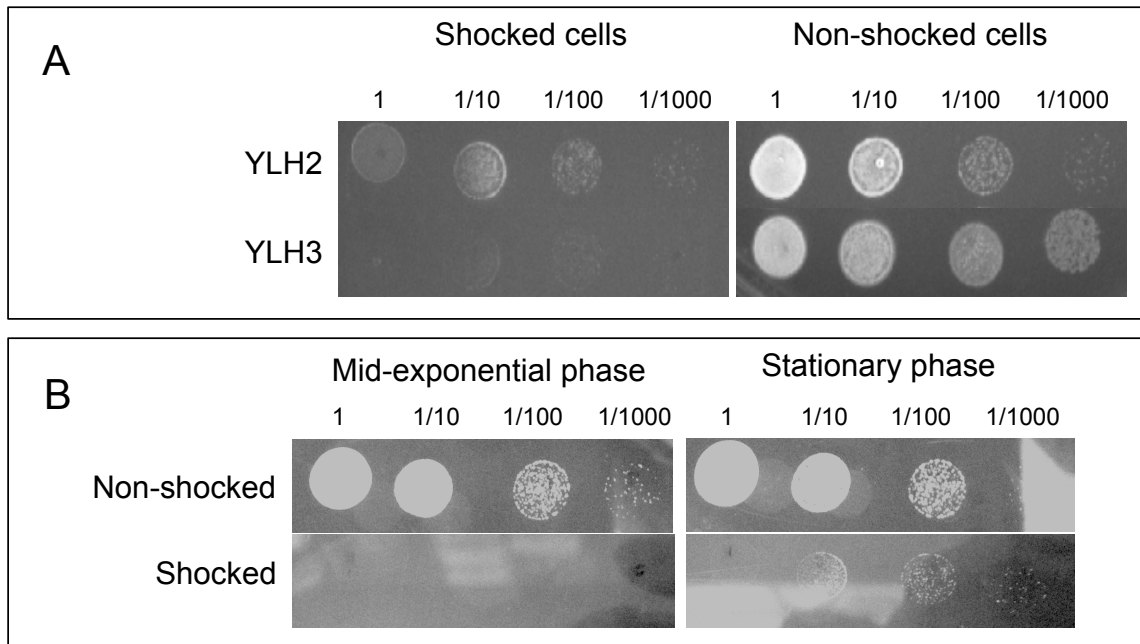 A
Shocked cells Non-shocked cells
1 1/10 1/100 1/1000 1 1/10 1/100 1/1000
YLH2
YLH3
B
Mid-exponential phase Stationary phase
1 1/10 1/100 1/1000 1 1/10 1/100 1/1000
Non-shocked
Shocked